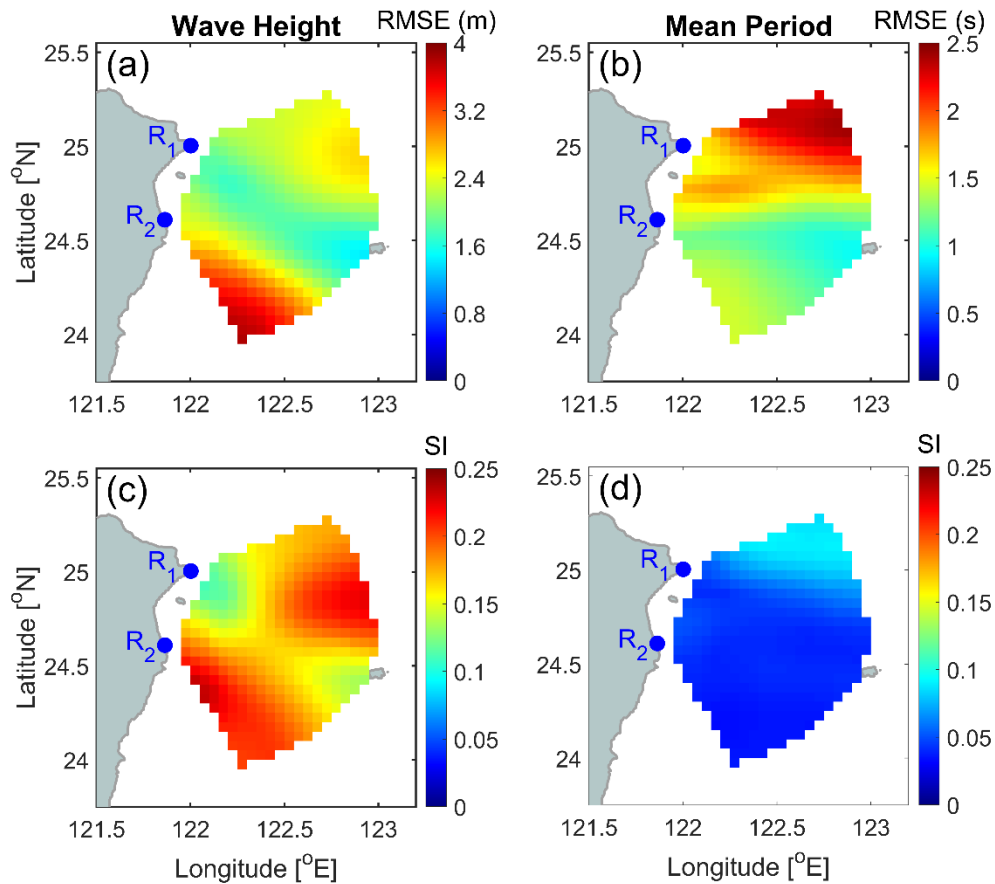 Wave Height
RMSE (m)
Mean Period
RMSE (s)
(a)
(b)
25.5
25
24.5
24
Latitude [°N]
R1
R2
4
3.2
2.4
1.6
0.8
0
121.5
122
122.5
123
25.5
25
24.5
24
Latitude [°N]
R1
R2
2.5
2
1.5
1
0.5
0
121.5
122
122.5
123
SI
SI
(c)
(d)
25.5
25
24.5
24
Latitude [°N]
R1
R2
0.25
0.2
0.15
0.1
0.05
0
121.5
122
122.5
123
Longitude [°E]
25.5
25
24.5
24
Latitude [°N]
R1
R2
0.25
0.2
0.15
0.1
0.05
0
121.5
122
122.5
123
Longitude [°E]